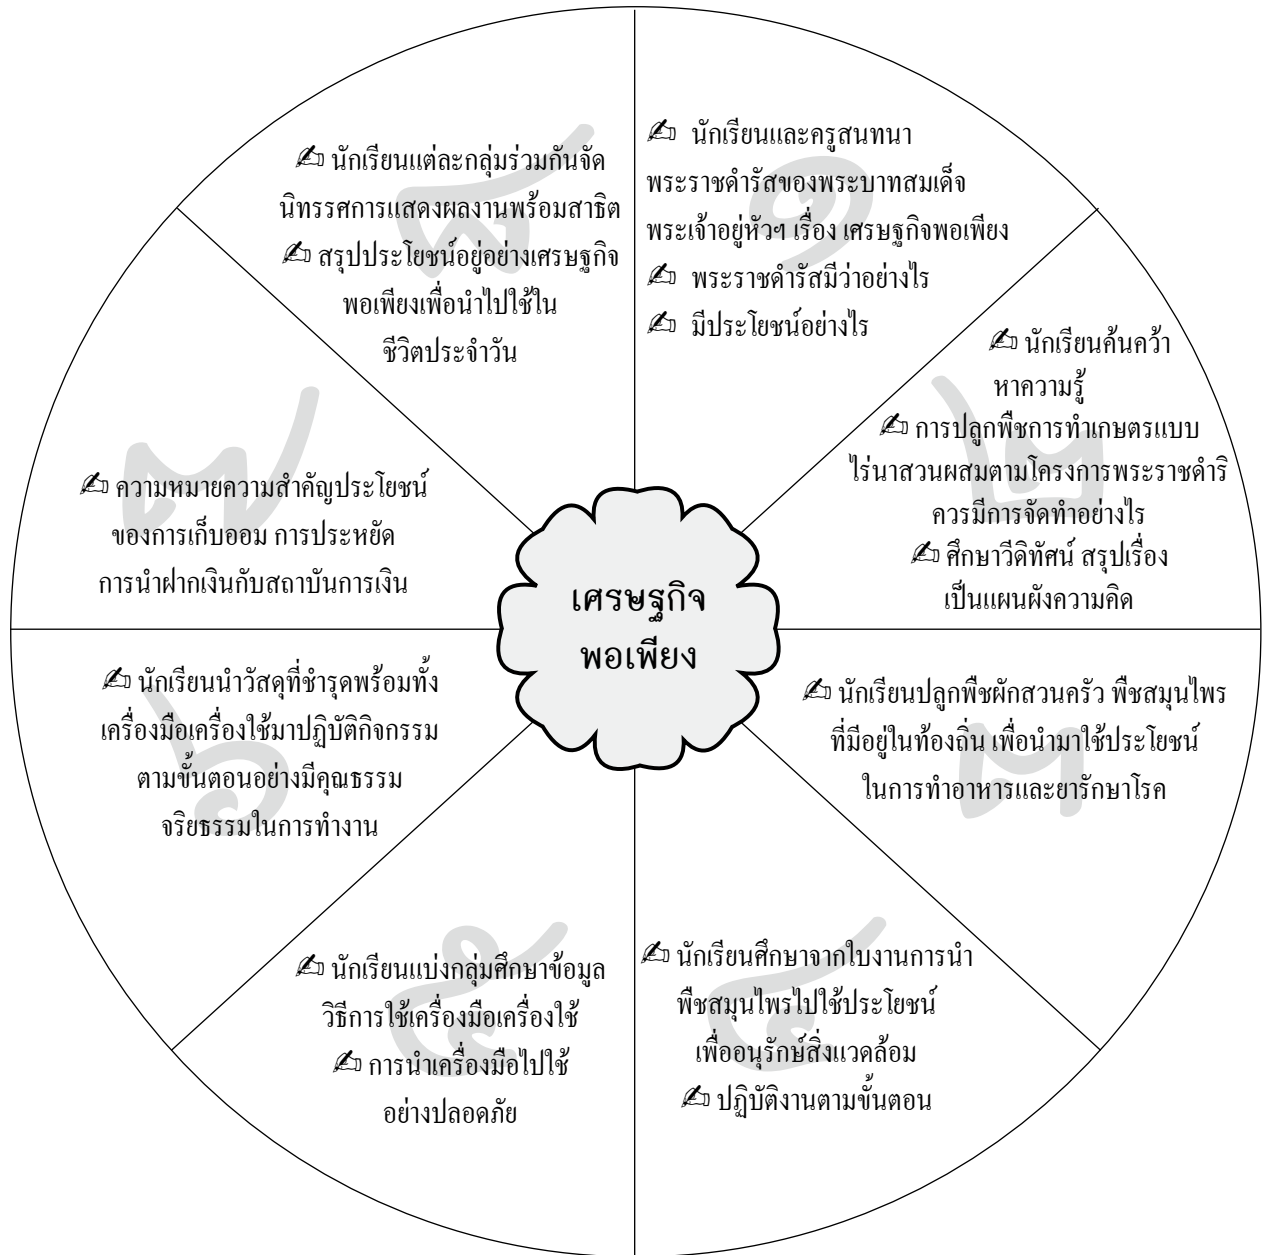 เศรษฐกิจ
พอเพียง
๑
✍ นักเรียนและครูสนทนา
พระราชดำรัสของพระบาทสมเด็จ
พระเจ้าอยู่หัวฯ เรื่อง เศรษฐกิจพอเพียง
✍ พระราชดำรัสมีว่าอย่างไร
✍ มีประโยชน์อย่างไร
๒
✍ นักเรียนค้นคว้า
หาความรู้
✍ การปลูกพืชการทำเกษตรแบบ
ไร่นาสวนผสมตามโครงการพระราชดำริ
ควรมีการจัดทำอย่างไร
✍ ศึกษาวีดิทัศน์ สรุปเรื่อง
เป็นแผนผังความคิด
๓
✍ นักเรียนปลูกพืชผักสวนครัว พืชสมุนไพร
ที่มีอยู่ในท้องถิ่น เพื่อนำมาใช้ประโยชน์
ในการทำอาหารและยารักษาโรค
๔
✍ นักเรียนศึกษาจากใบงานการนำ
พืชสมุนไพรไปใช้ประโยชน์
เพื่ออนุรักษ์สิ่งแวดล้อม
✍ ปฏิบัติงานตามขั้นตอน
๕
✍ นักเรียนแบ่งกลุ่มศึกษาข้อมูล
วิธีการใช้เครื่องมือเครื่องใช้
✍ การนำเครื่องมือไปใช้
อย่างปลอดภัย
๖
✍ นักเรียนนำวัสดุที่ชำรุดพร้อมทั้ง
เครื่องมือเครื่องใช้มาปฏิบัติกิจกรรม
ตามขั้นตอนอย่างมีคุณธรรม
จริยธรรมในการทำงาน
๗
✍ ความหมายความสำคัญประโยชน์
ของการเก็บออม การประหยัด
การนำฝากเงินกับสถาบันการเงิน
๘
✍ นักเรียนแต่ละกลุ่มร่วมกันจัด
นิทรรศการแสดงผลงานพร้อมสาธิต
✍ สรุปประโยชน์อยู่อย่างเศรษฐกิจ
พอเพียงเพื่อนำไปใช้ใน
ชีวิตประจำวัน